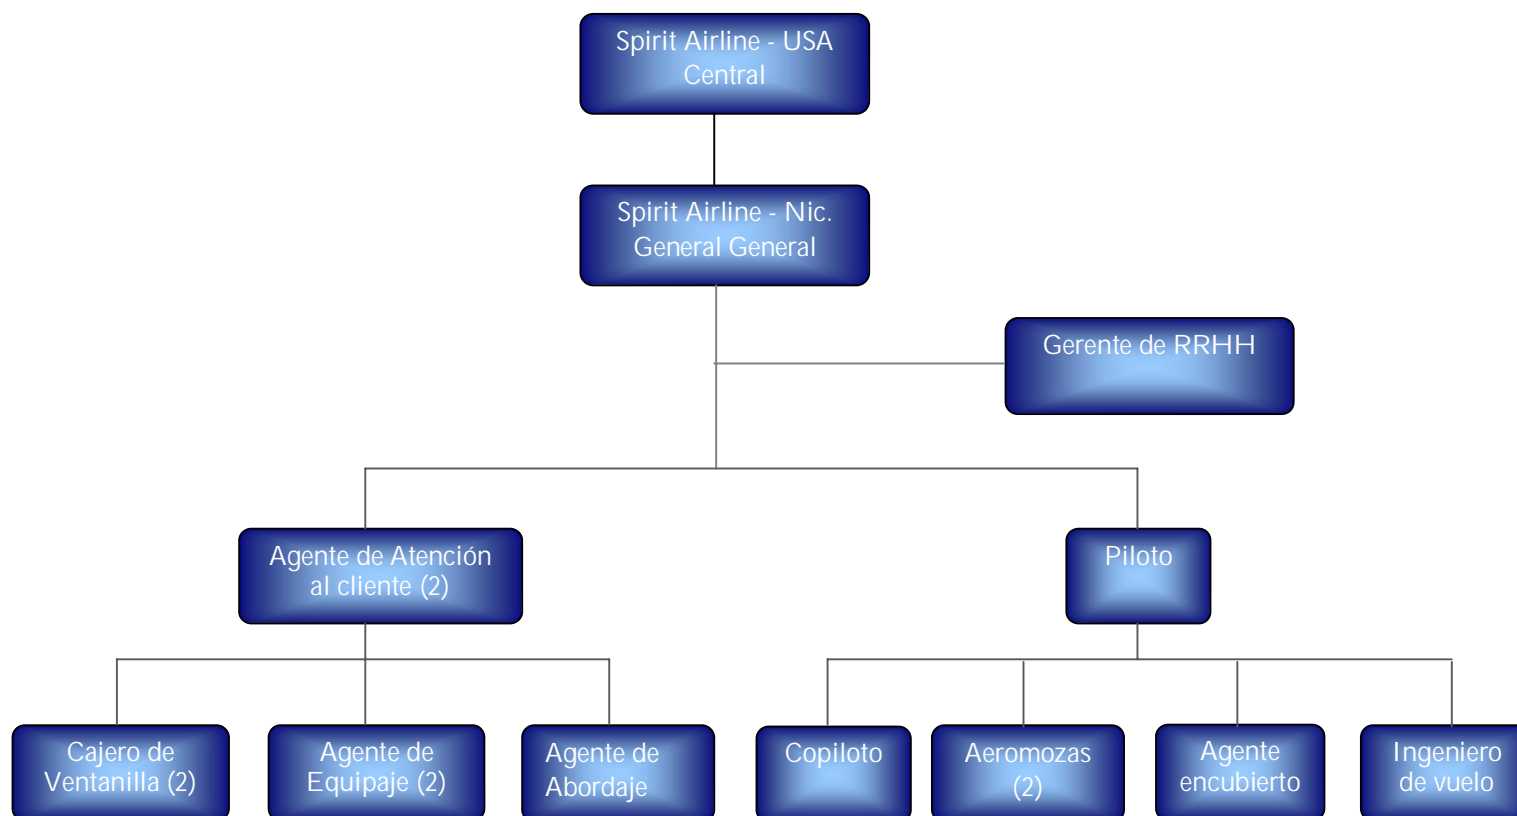 Spirit Airline - USA
Central
Spirit Airline - Nic.
General General
Gerente de RRHH
Agente de Atención
al cliente (2)
Piloto
Cajero de
Ventanilla (2)
Agente de
Equipaje (2)
Agente de
Abordaje
Copiloto
Aeromozas
(2)
Agente
encubierto
Ingeniero
de vuelo